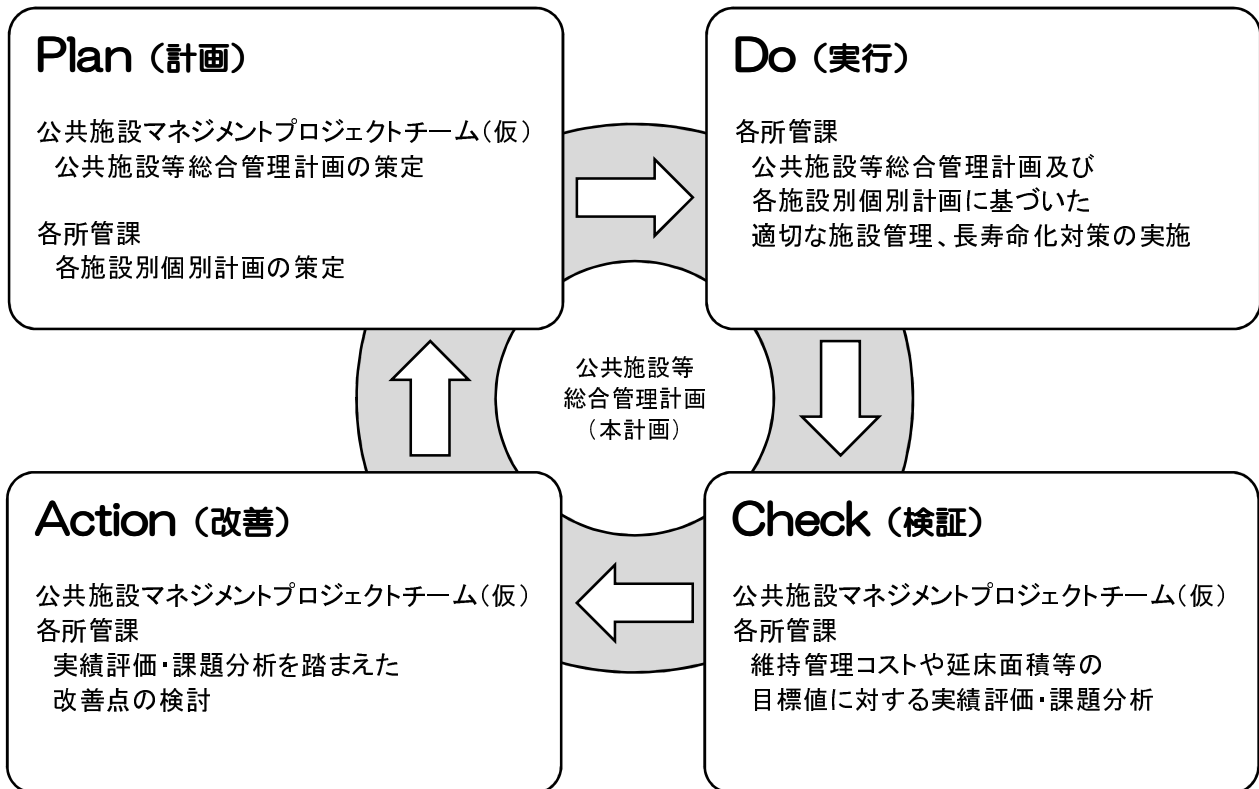 Plan（計画）
公共施設マネジメントプロジェクトチーム（仮）
公共施設等総合管理計画の策定
各所管課
各施設別個別計画の策定
Do（実行）
各所管課
公共施設等総合管理計画及び
各施設別個別計画に基づいた
適切な施設管理、長寿命化対策の実施
公共施設等
総合管理計画
（本計画）
Action（改善）
公共施設マネジメントプロジェクトチーム（仮）
各所管課
実績評価・課題分析を踏まえた
改善点の検討
Check（検証）
公共施設マネジメントプロジェクトチーム（仮）
各所管課
維持管理コストや延床面積等の
目標値に対する実績評価・課題分析